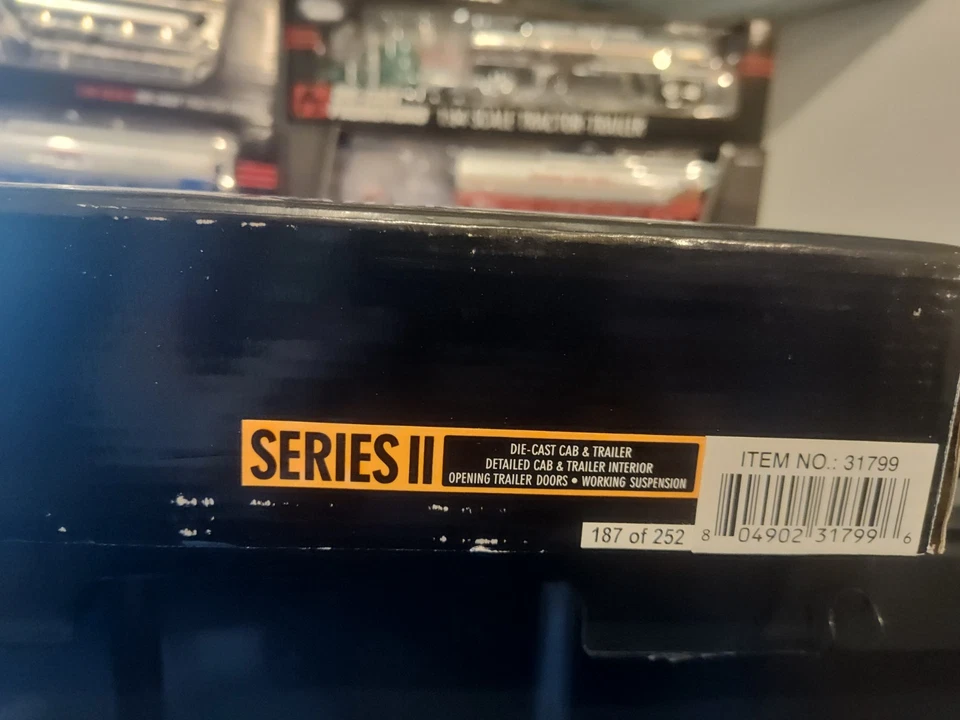 SCALE TRACTOR TRAILER
SERIES II
DIE-CAST CAB & TRAILER
DETAILED CAB & TRAILER INTERIOR
OPENING TRAILER DOORS • WORKING SUSPENSION
ITEM NO.: 31799
187 of 252
8 04902 31799 6